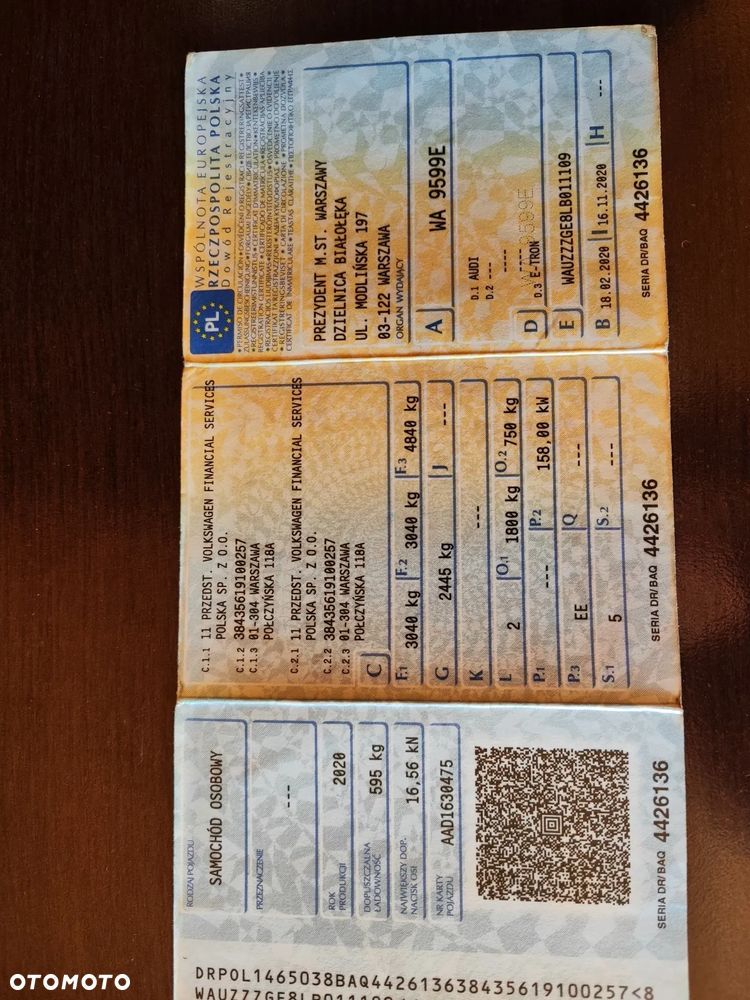 PL
WSPÓLNOTA EUROPEJSKA
RZECZPOSPOLITA POLSKA
Dowód Rejestracyjny
PREZYDENT M.ST. WARSZAWY
DZIELNICA BIAŁOŁĘKA
UL. MODLIŃSKA 197
03-122 WARSZAWA
ORGAN WYDAJĄCY
A WA 9599E
D.1 AUDI
D.2 ---
----
D D.3 E-TRON
E WAUZZZGE8LB011109
B 18.02.2020 I 16.11.2020 H ---
SERIA DR/BAQ 4426136
C.1.1 11 PRZEDST. VOLKSWAGEN FINANCIAL SERVICES
POLSKA SP. Z O.O.
C.1.2 38435619100257
C.1.3 01-304 WARSZAWA
POŁCZYŃSKA 118A
C.2.1 11 PRZEDST. VOLKSWAGEN FINANCIAL SERVICES
POLSKA SP. Z O.O.
C.2.2 38435619100257
C.2.3 01-304 WARSZAWA
POŁCZYŃSKA 118A
C
F.1 3040 kg F.2 3040 kg F.3 4840 kg
G 2445 kg J ---
K ---
L 2 O.1 1800 kg O.2 750 kg
P.1 --- P.2 158,00 kW
P.3 EE Q ---
S.1 5 S.2 ---
SERIA DR/BAQ 4426136
RODZAJ POJAZDU
SAMOCHÓD OSOBOWY
PRZEZNACZENIE
---
ROK PRODUKCJI 2020
DOPUSZCZALNA ŁADOWNOŚĆ 595 kg
NAJWIĘKSZY DOP. NACISK OSI 16,56 kN
NR KARTY POJAZDU AAD1630475
SERIA DR/BAQ 4426136
DRPOL1465038BAQ442613638435619100257<8
OTOMOTO